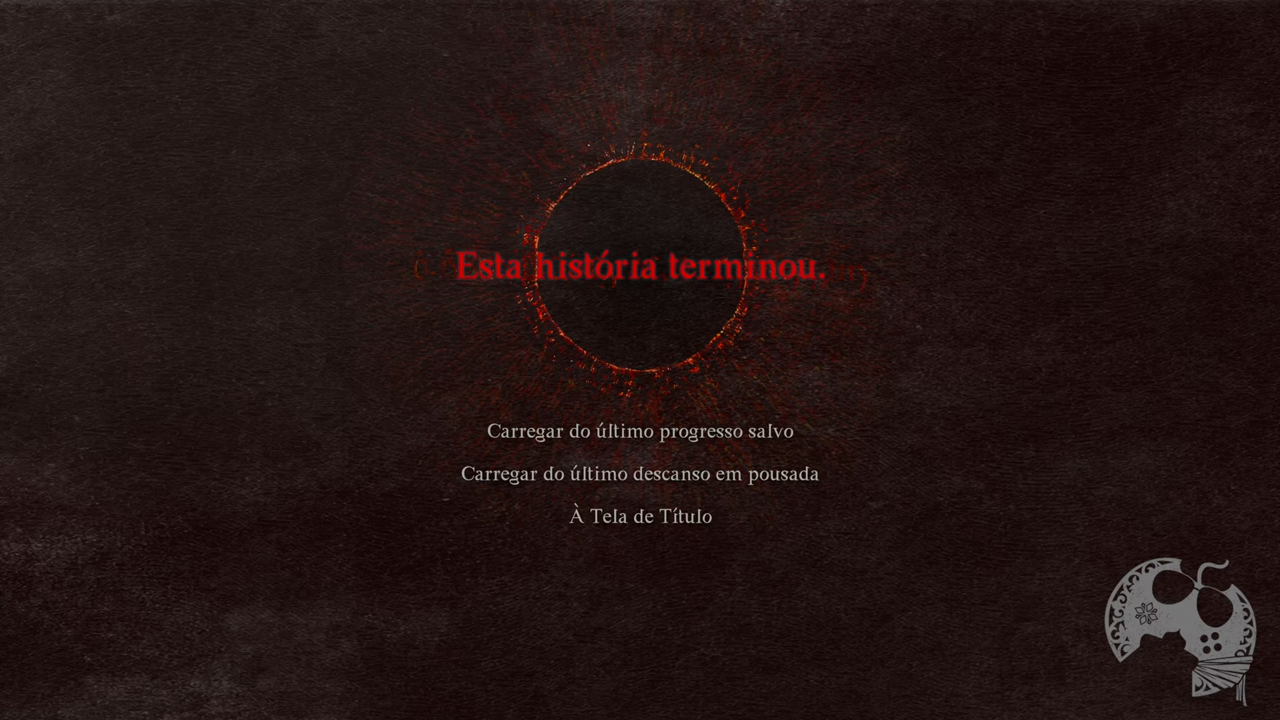 Esta história terminou.
Carregar do último progresso salvo
Carregar do último descanso em pousada
À Tela de Título